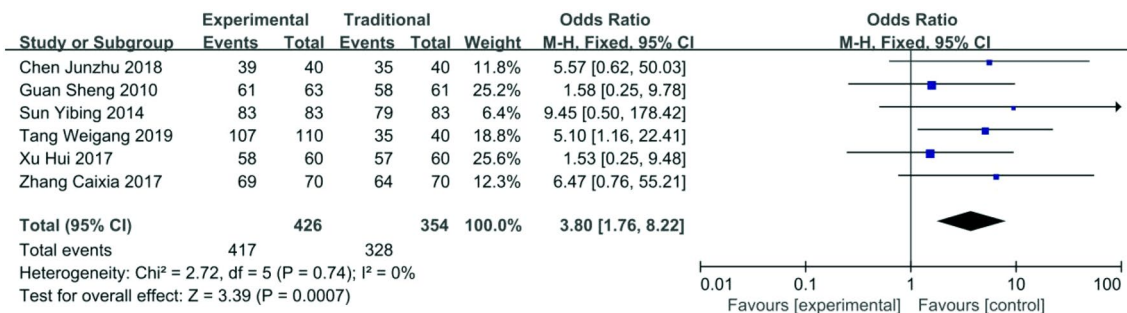 Experimental Traditional Odds Ratio Odds Ratio
Study or Subgroup Events Total Events Total Weight M-H, Fixed, 95% CI M-H, Fixed, 95% CI
Chen Junzhu 2018 39 40 35 40 11.8% 5.57 [0.62, 50.03]
Guan Sheng 2010 61 63 58 61 25.2% 1.58 [0.25, 9.78]
Sun Yibing 2014 83 83 79 83 6.4% 9.45 [0.50, 178.42]
Tang Weigang 2019 107 110 35 40 18.8% 5.10 [1.16, 22.41]
Xu Hui 2017 58 60 57 60 25.6% 1.53 [0.25, 9.48]
Zhang Caixia 2017 69 70 64 70 12.3% 6.47 [0.76, 55.21]
Total (95% CI) 426 354 100.0% 3.80 [1.76, 8.22]
Total events 417 328
Heterogeneity: Chi² = 2.72, df = 5 (P = 0.74); I² = 0%
Test for overall effect: Z = 3.39 (P = 0.0007)
0.01 0.1 1 10 100
Favours [experimental] Favours [control]